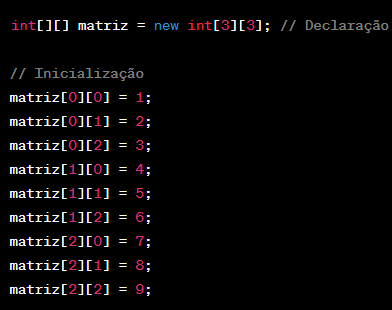 int[][] matriz = new int[3][3]; // Declaração
// Inicialização
matriz[0][0] = 1;
matriz[0][1] = 2;
matriz[0][2] = 3;
matriz[1][0] = 4;
matriz[1][1] = 5;
matriz[1][2] = 6;
matriz[2][0] = 7;
matriz[2][1] = 8;
matriz[2][2] = 9;